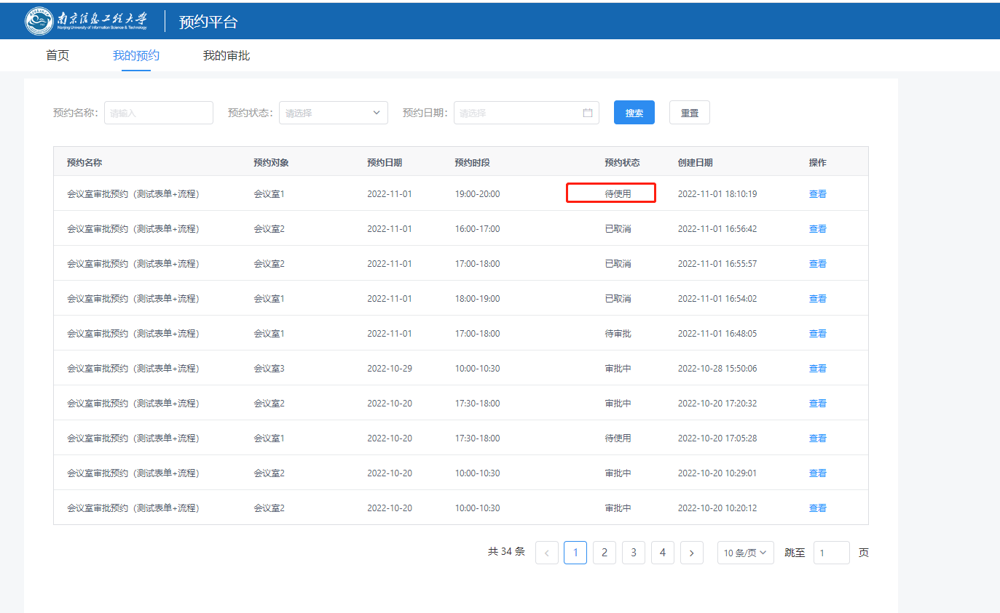 南京信息工程大学 预约平台
Nanjing University of Information Science & Technology
首页 我的预约 我的审批
预约名称: 请输入 预约状态: 请选择 预约日期: 请选择 搜索 重置
预约名称 预约对象 预约日期 预约时段 预约状态 创建日期 操作
会议室审批预约（测试表单+流程） 会议室1 2022-11-01 19:00-20:00 待使用 2022-11-01 18:10:19 查看
会议室审批预约（测试表单+流程） 会议室2 2022-11-01 16:00-17:00 已取消 2022-11-01 16:56:42 查看
会议室审批预约（测试表单+流程） 会议室2 2022-11-01 17:00-18:00 已取消 2022-11-01 16:55:57 查看
会议室审批预约（测试表单+流程） 会议室1 2022-11-01 18:00-19:00 已取消 2022-11-01 16:54:02 查看
会议室审批预约（测试表单+流程） 会议室1 2022-11-01 17:00-18:00 待审批 2022-11-01 16:48:05 查看
会议室审批预约（测试表单+流程） 会议室3 2022-10-29 10:00-10:30 审批中 2022-10-28 15:50:06 查看
会议室审批预约（测试表单+流程） 会议室2 2022-10-20 17:30-18:00 审批中 2022-10-20 17:20:32 查看
会议室审批预约（测试表单+流程） 会议室1 2022-10-20 17:30-18:00 待使用 2022-10-20 17:05:28 查看
会议室审批预约（测试表单+流程） 会议室2 2022-10-20 10:00-10:30 审批中 2022-10-20 10:29:01 查看
会议室审批预约（测试表单+流程） 会议室2 2022-10-20 10:00-10:30 审批中 2022-10-20 10:20:12 查看
共 34 条 < 1 2 3 4 > 10 条/页 跳至 1 页